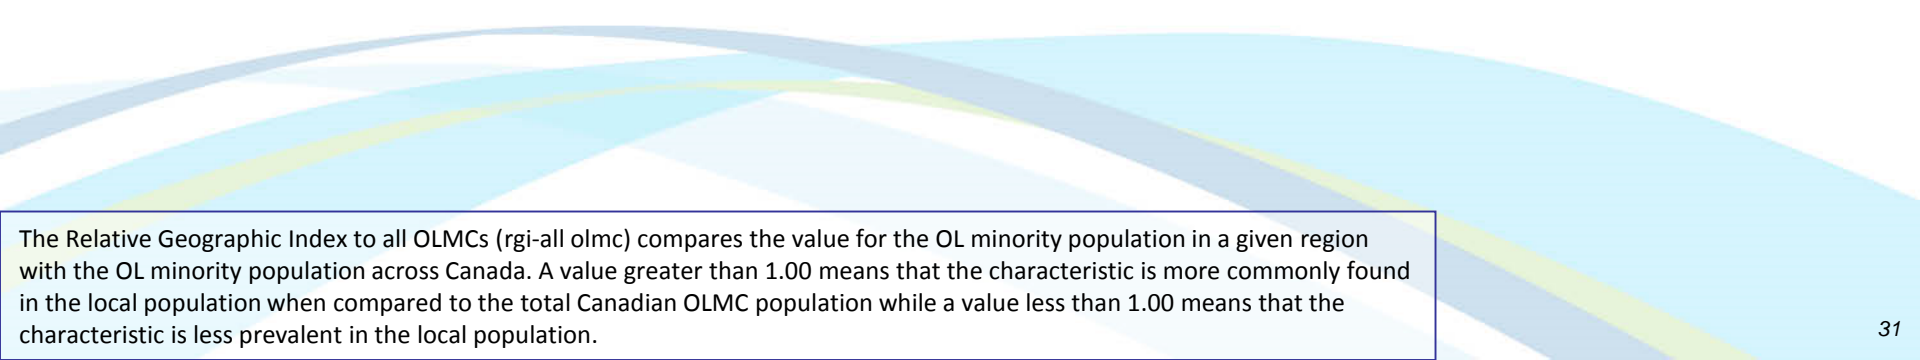 The Relative Geographic Index to all OLMCs (rgi-all olmc) compares the value for the OL minority population in a given region
with the OL minority population across Canada. A value greater than 1.00 means that the characteristic is more commonly found
in the local population when compared to the total Canadian OLMC population while a value less than 1.00 means that the
characteristic is less prevalent in the local population.
31